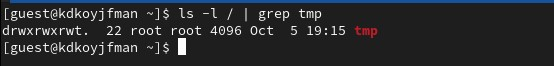 [guest@kdkoyjfman ~]$ ls -l / | grep tmp
drwxrwxrwt.  22 root root 4096 Oct  5 19:15 tmp
[guest@kdkoyjfman ~]$